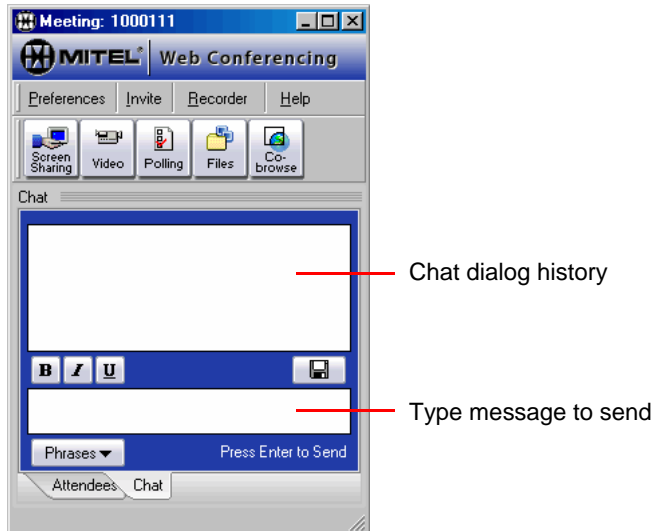 Meeting: 1000111
MITEL® Web Conferencing
Preferences Invite Recorder Help
Screen Sharing Video Polling Files Co-browse
Chat
Chat dialog history
B I U
Type message to send
Phrases Press Enter to Send
Attendees Chat